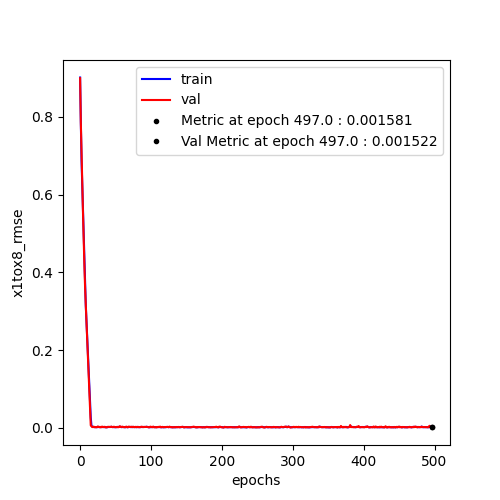 train
val
Metric at epoch 497.0 : 0.001581
Val Metric at epoch 497.0 : 0.001522
0.8
0.6
0.4
0.2
0.0
x1tox8_rmse
0 100 200 300 400 500
epochs